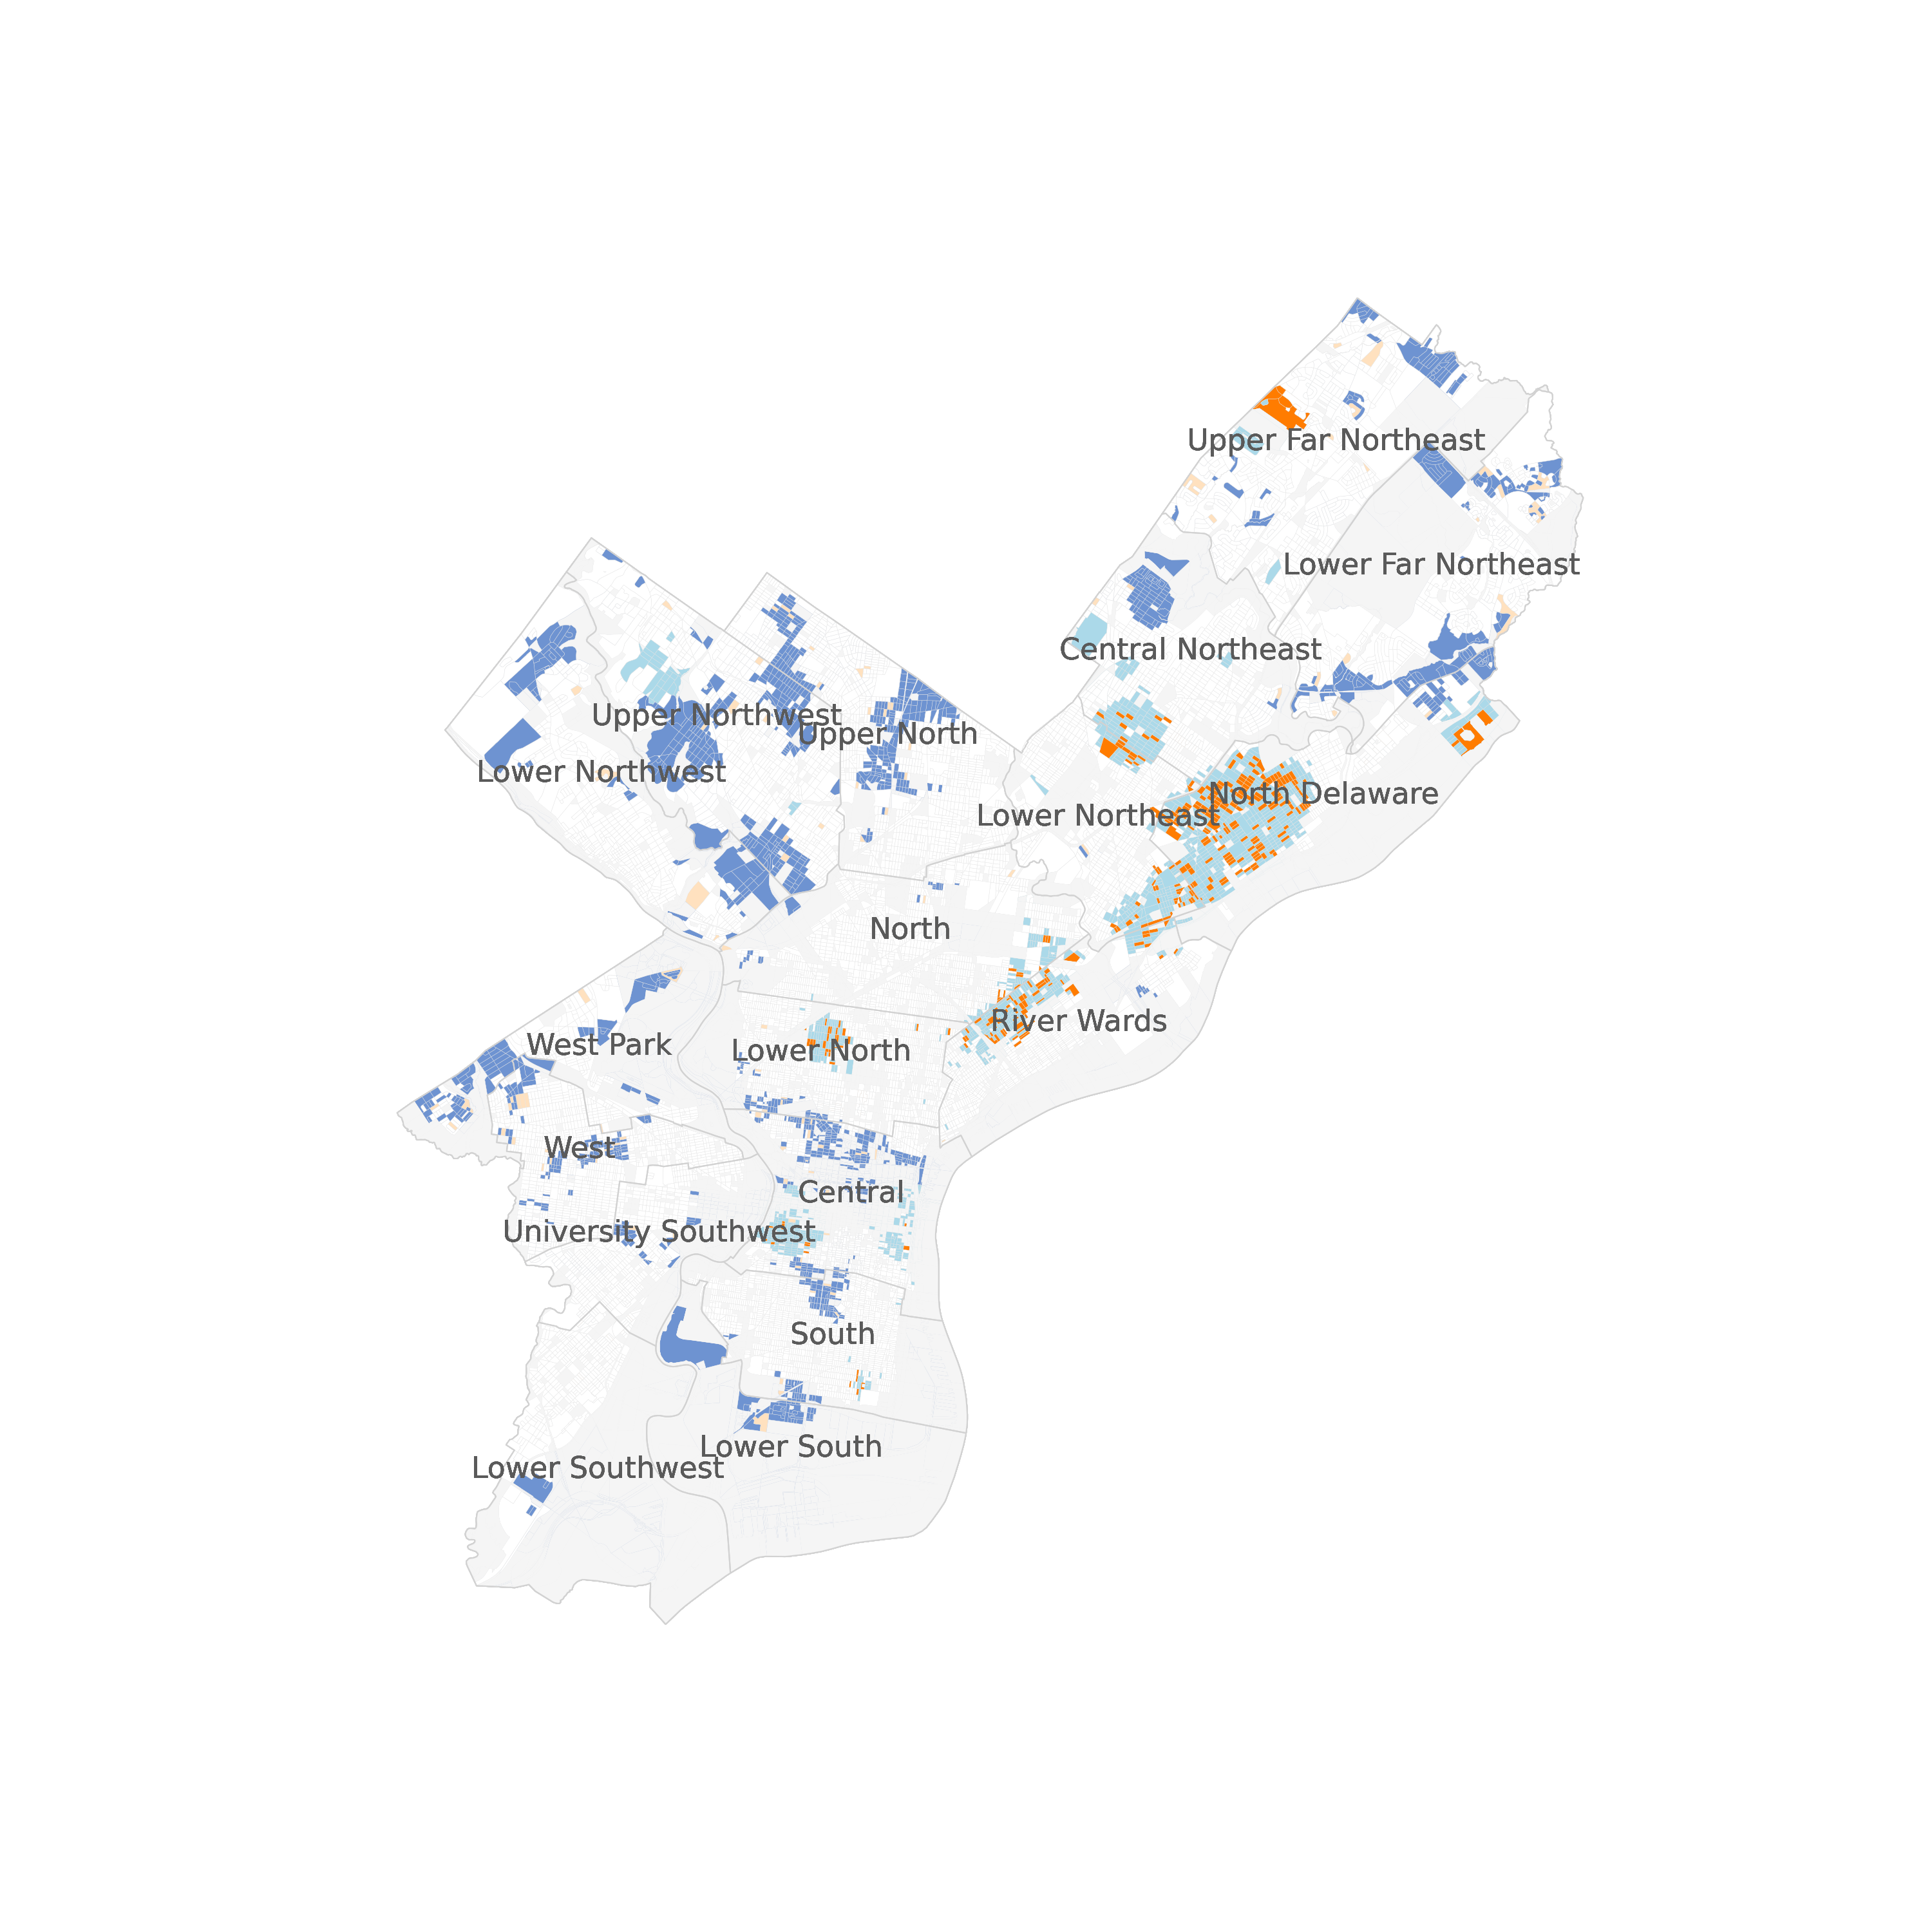 Upper Far Northeast
Lower Far Northeast
Central Northeast
Upper Northwest
Upper North
Lower Northwest
North Delaware
Lower Northeast
North
River Wards
West Park
Lower North
West
Central
University Southwest
South
Lower South
Lower Southwest